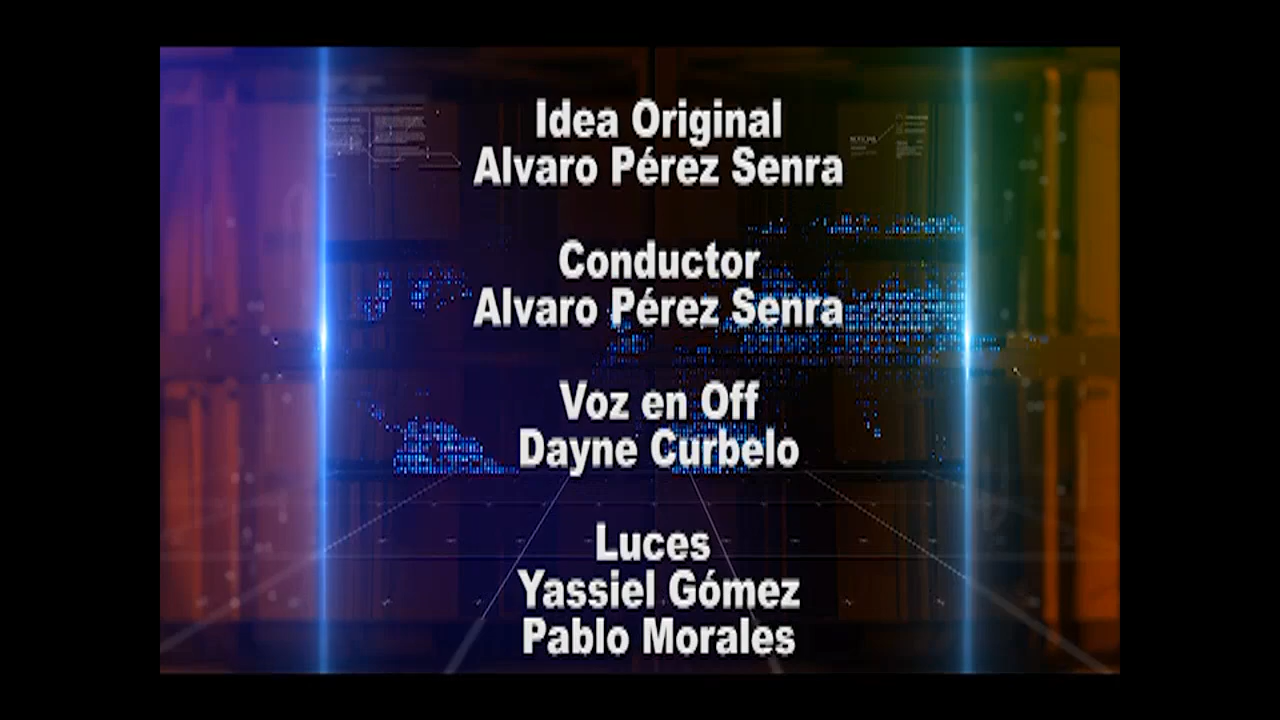 Idea Original
Alvaro Pérez Senra
Conductor
Alvaro Pérez Senra
Voz en Off
Dayne Curbelo
Luces
Yassiel Gómez
Pablo Morales